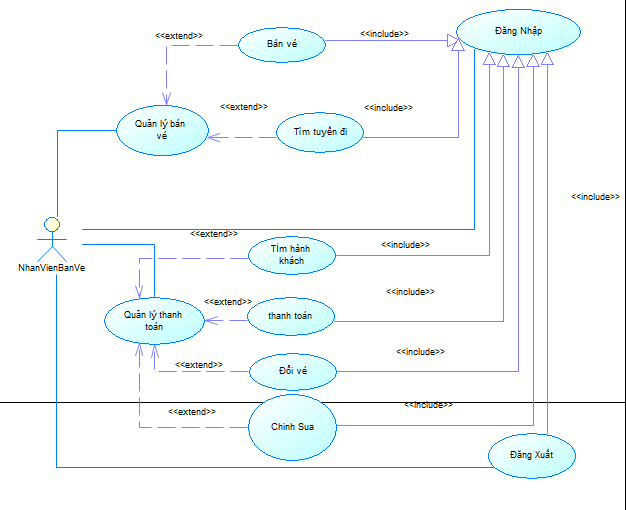 Đăng Nhập
<<extend>>
Bán vé
<<include>>
Quản lý bán
vé
<<extend>>
Tìm tuyến đi
<<include>>
<<include>>
NhanVienBanVe
<<extend>>
Tìm hành
khách
<<include>>
Quản lý thanh
toán
<<extend>>
thanh toán
<<include>>
<<extend>>
Đổi vé
<<include>>
<<extend>>
Chinh Sua
<<include>>
Đăng Xuất